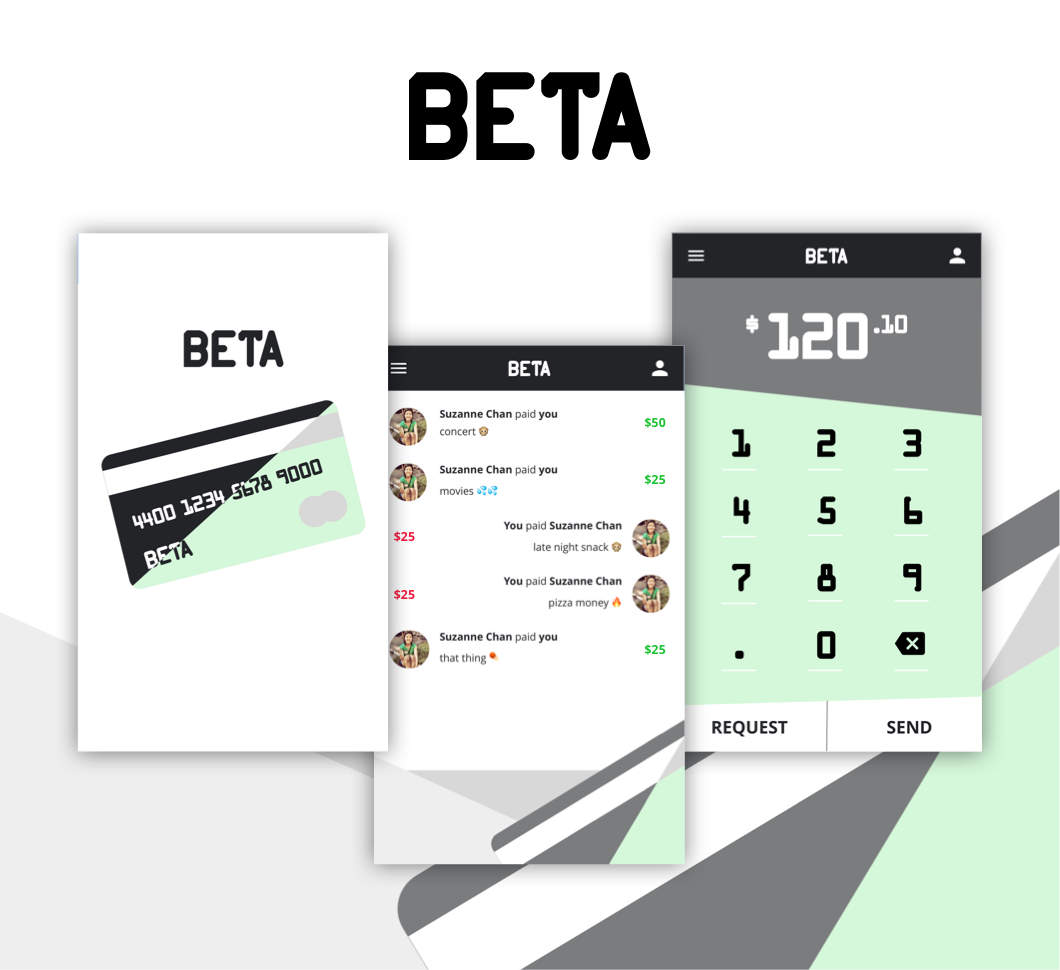 BETA
BETA
4400 1234 5678 9000
BETA
BETA
Suzanne Chan paid you
concert 🐵
$50
Suzanne Chan paid you
movies 💦💦
$25
You paid Suzanne Chan
late night snack 🐵
$25
You paid Suzanne Chan
pizza money 🔥
$25
Suzanne Chan paid you
that thing
$25
BETA
$120.10
1 2 3
4 5 6
7 8 9
. 0
REQUEST SEND